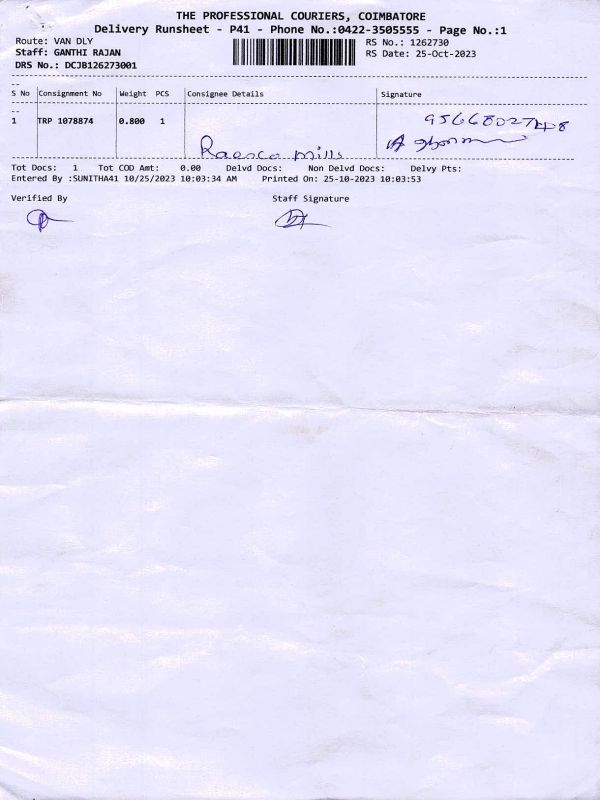 THE PROFESSIONAL COURIERS, COIMBATORE
Delivery Runsheet - P41 - Phone No.:0422-3505555 - Page No.:1
Route: VAN DLY
RS No.: 1262730
Staff: GANTHI RAJAN
RS Date: 25-Oct-2023
DRS No.: DCJB126273001
S No Consignment No Weight PCS Consignee Details Signature
1 TRP 1078874 0.800 1
mills
Tot Docs: 1 Tot COD Amt: 0.00 Delvd Docs: Non Delvd Docs: Delvy Pts:
Entered By :SUNITHA41 10/25/2023 10:03:34 AM Printed On: 25-10-2023 10:03:53
Verified By Staff Signature